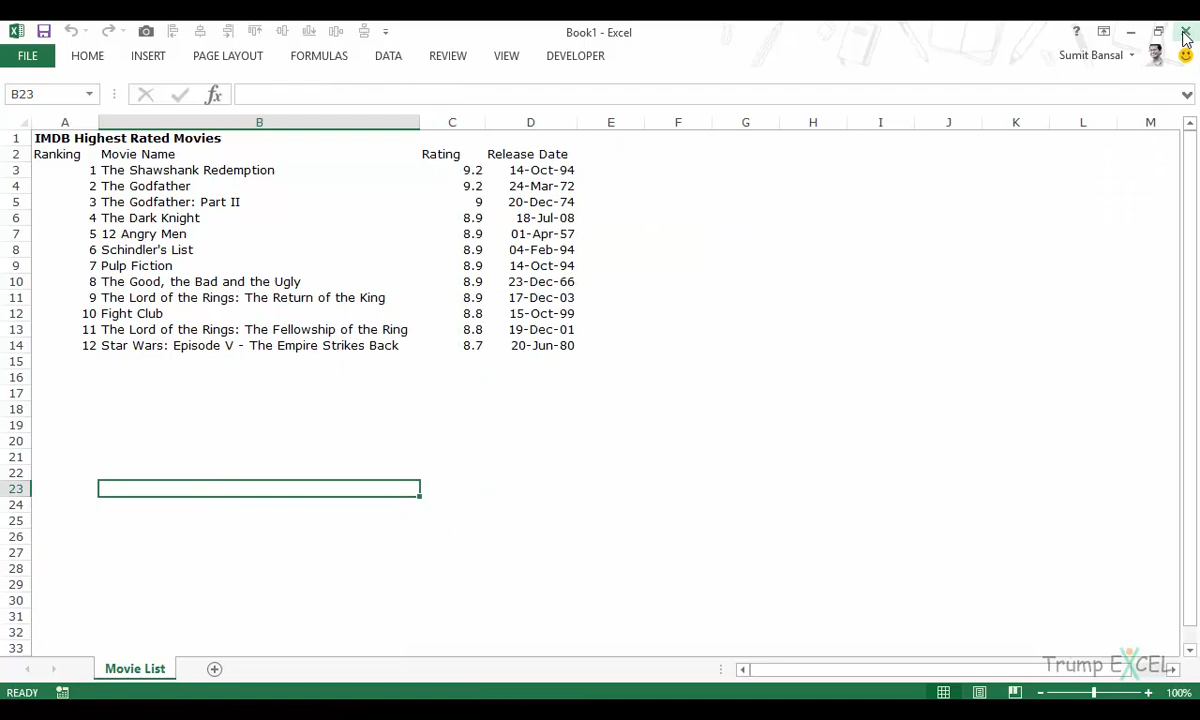 Book1 - Excel
?
FILE HOME INSERT PAGE LAYOUT FORMULAS DATA REVIEW VIEW DEVELOPER Sumit Bansal
B23 fx
A B C D E F G H I J K L M
1 IMDB Highest Rated Movies
2 Ranking Movie Name Rating Release Date
3 1 The Shawshank Redemption 9.2 14-Oct-94
4 2 The Godfather 9.2 24-Mar-72
5 3 The Godfather: Part II 9 20-Dec-74
6 4 The Dark Knight 8.9 18-Jul-08
7 5 12 Angry Men 8.9 01-Apr-57
8 6 Schindler's List 8.9 04-Feb-94
9 7 Pulp Fiction 8.9 14-Oct-94
10 8 The Good, the Bad and the Ugly 8.9 23-Dec-66
11 9 The Lord of the Rings: The Return of the King 8.9 17-Dec-03
12 10 Fight Club 8.8 15-Oct-99
13 11 The Lord of the Rings: The Fellowship of the Ring 8.8 19-Dec-01
14 12 Star Wars: Episode V - The Empire Strikes Back 8.7 20-Jun-80
15
16
17
18
19
20
21
22
23
24
25
26
27
28
29
30
31
32
33
Movie List
Trump EXCEL
READY 100%